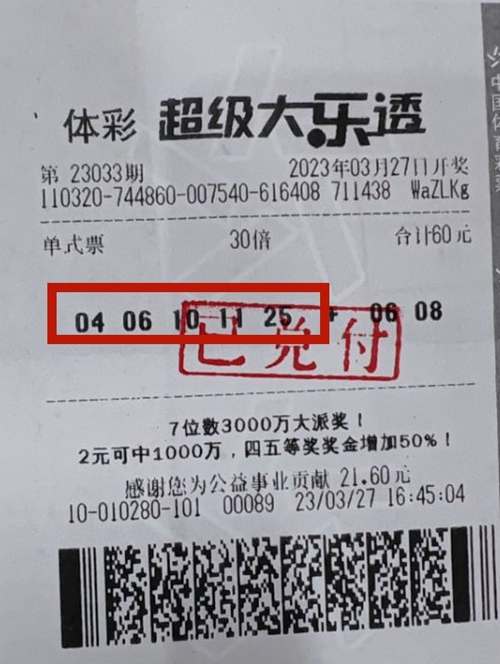 体彩 超级大乐透
第 23033期 2023年03月27日开奖
110320-744860-007540-616408 711438 WaZLKg
单式票 30倍 合计60元
04 06 10 11 25 + 06 08
已兑付
7位数3000万大派奖!
2元可中1000万，四五等奖奖金增加50%!
感谢您为公益事业贡献 21.60元
10-010280-101 00089 23/03/27 16:45:04